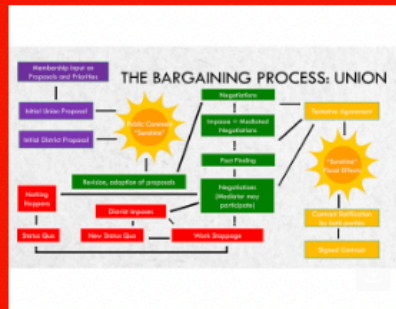 Membership Input on
Proposals and Priorities
THE BARGAINING PROCESS: UNION
Initial Union Proposal
Initial District Proposal
Public Comment
"Sunshine"
Revision, adoption of proposals
Negotiations
Impasse = Mediated
Negotiations
Fact Finding
Negotiations
(Mediator may
participate)
Tentative Agreement
"Sunshine"
Fiscal Effects
Contract Ratification
by both parties
Signed Contract
Nothing
Happens
District Imposes
Status Quo
New Status Quo
Work Stoppage